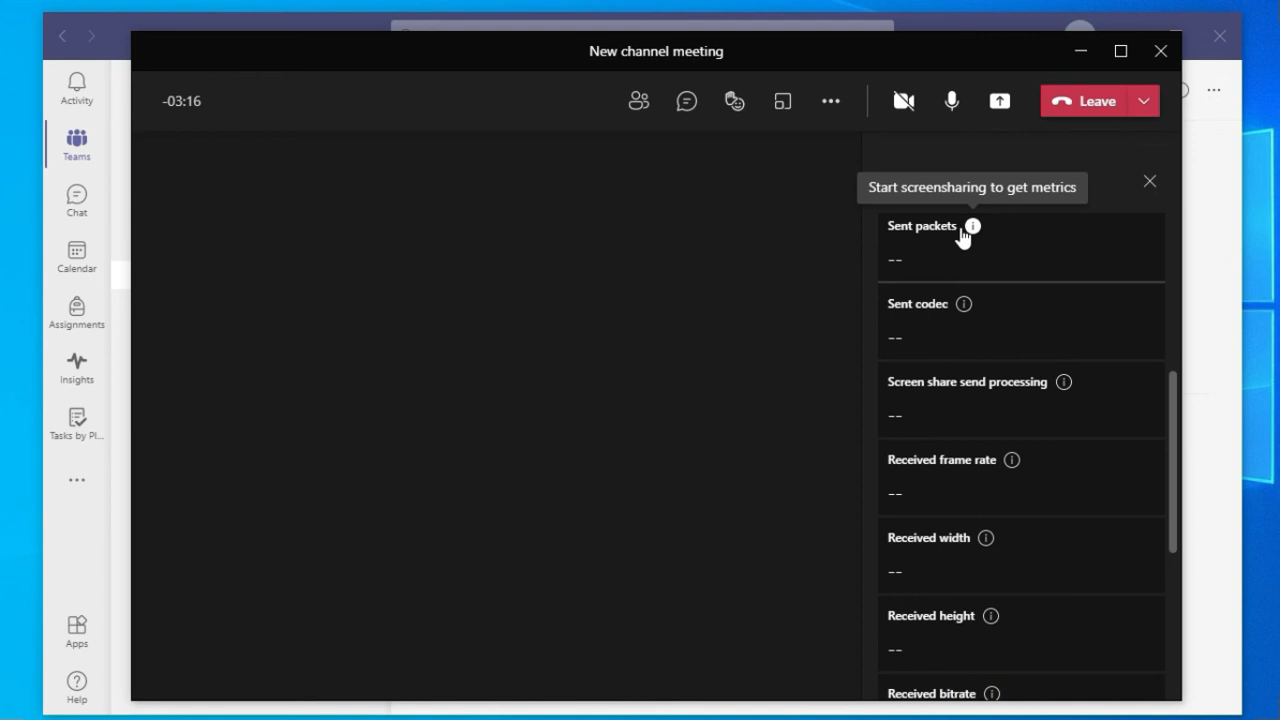 New channel meeting
Activity
Teams
Chat
Calendar
Assignments
Insights
Tasks by Pl...
Apps
Help
-03:16
Leave
Start screensharing to get metrics
Sent packets
--
Sent codec
--
Screen share send processing
--
Received frame rate
--
Received width
--
Received height
--
Received bitrate